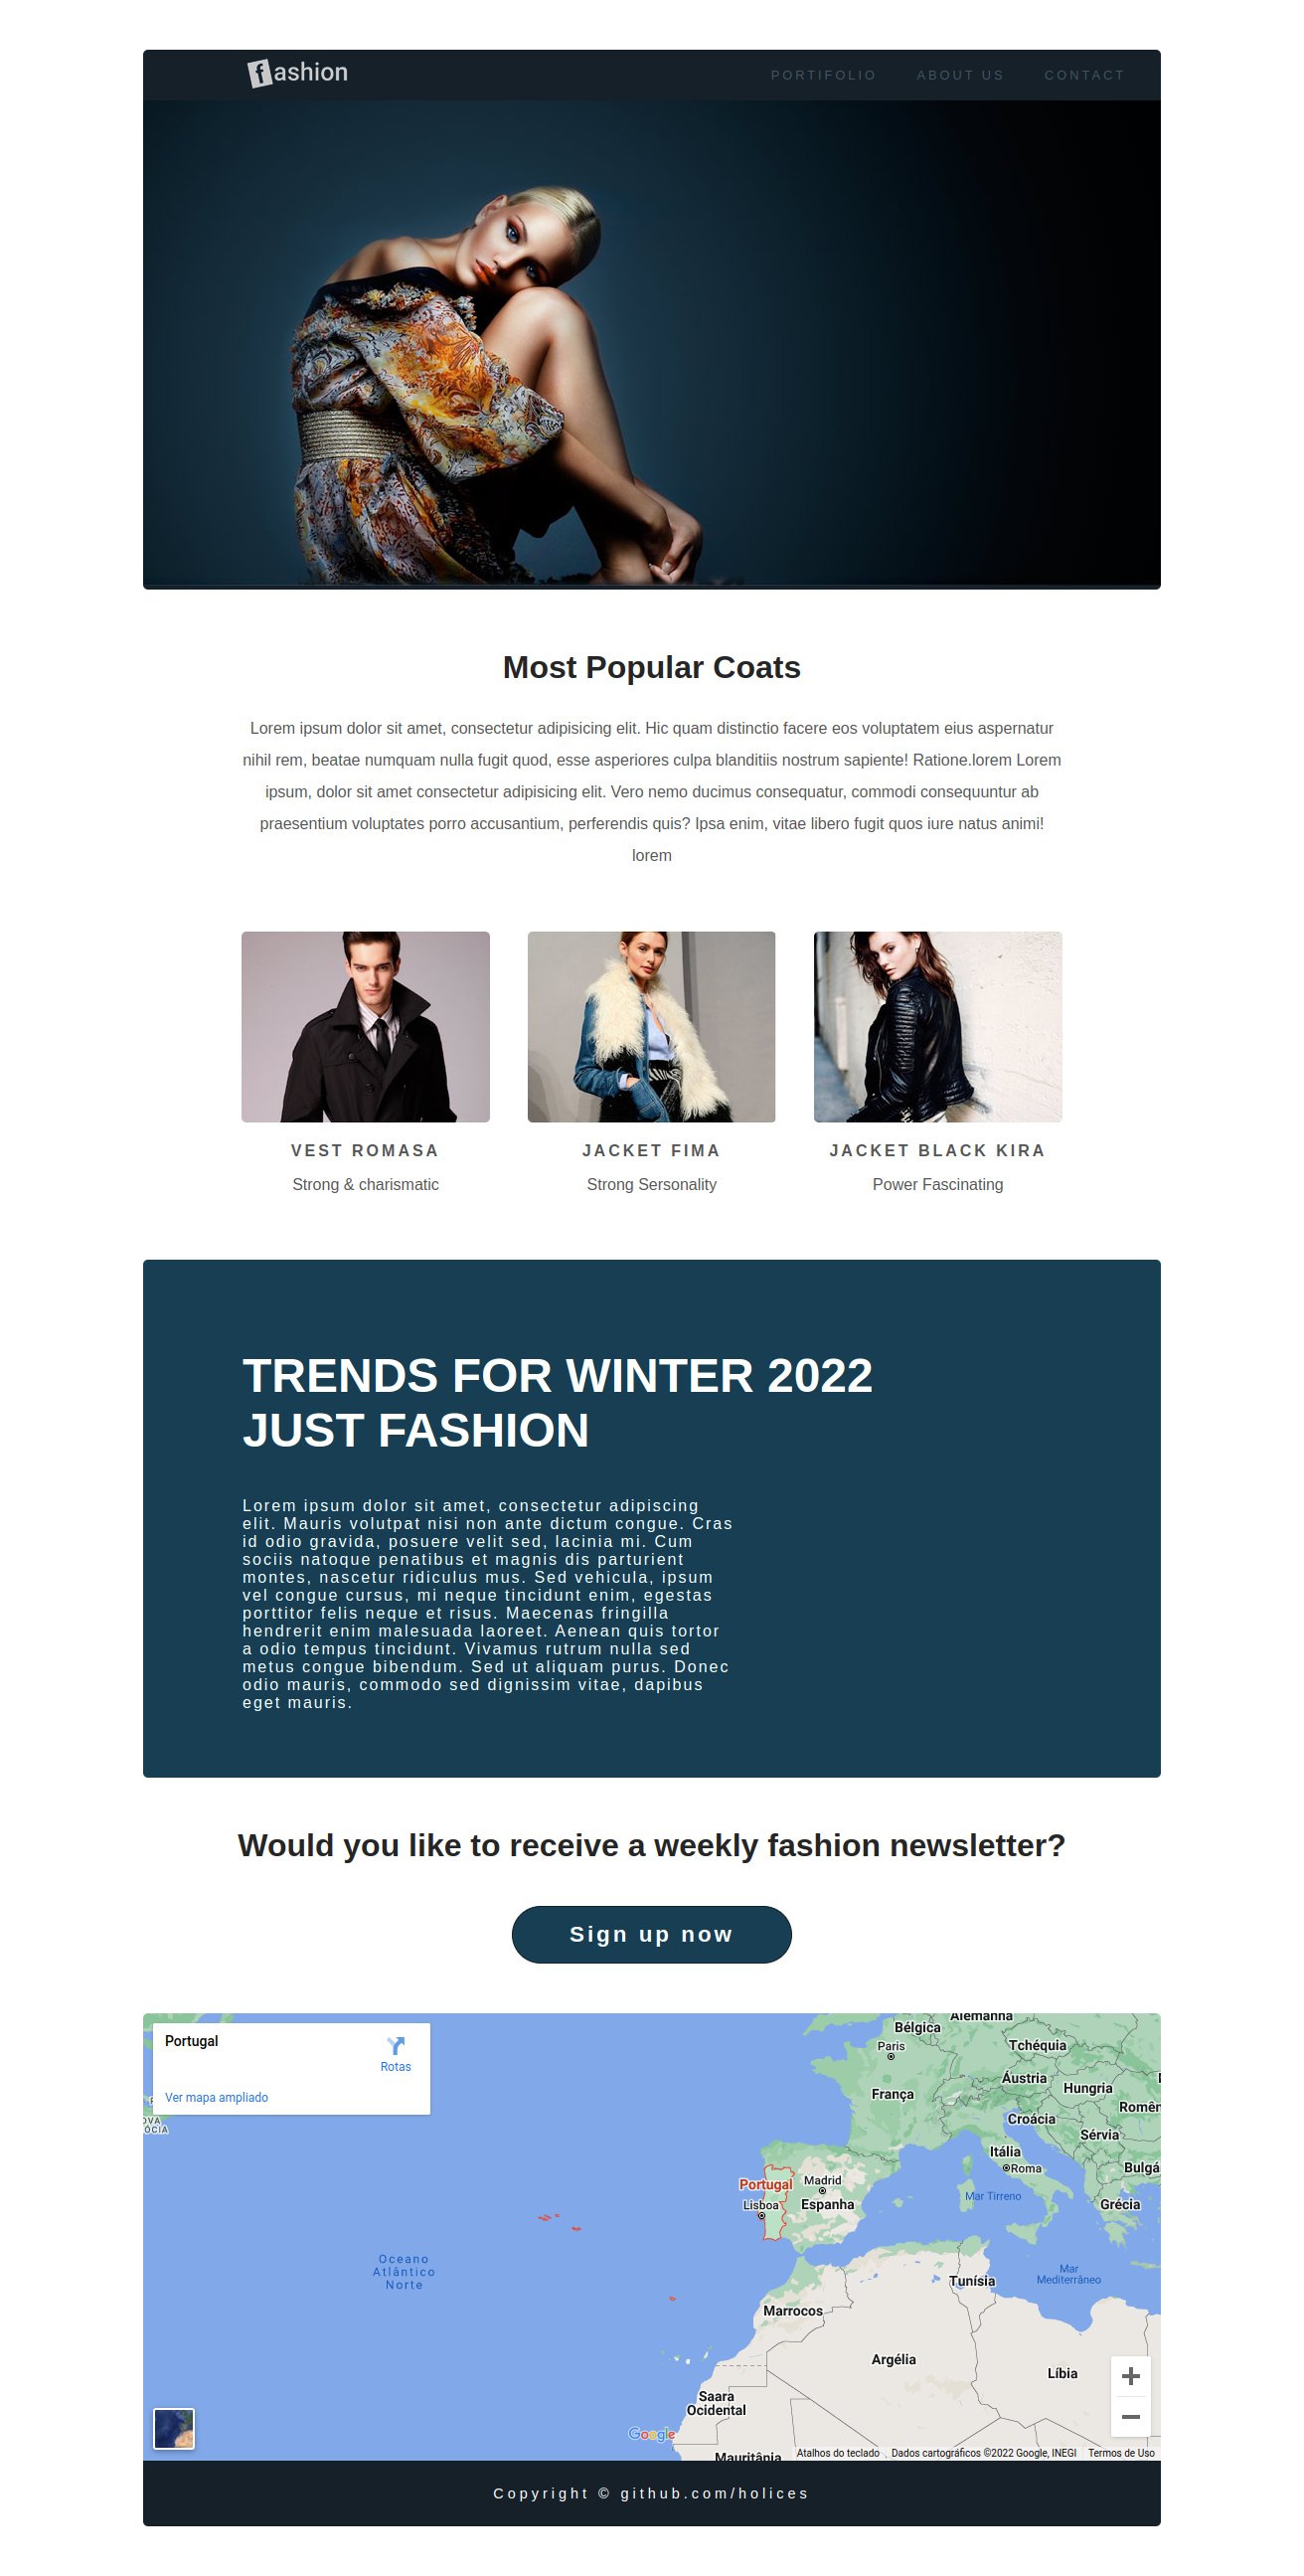 fashion
PORTIFOLIO ABOUT US CONTACT
Most Popular Coats
Lorem ipsum dolor sit amet, consectetur adipisicing elit. Hic quam distinctio facere eos voluptatem eius aspernatur
nihil rem, beatae numquam nulla fugit quod, esse asperiores culpa blanditiis nostrum sapiente! Ratione.lorem Lorem
ipsum, dolor sit amet consectetur adipisicing elit. Vero nemo ducimus consequatur, commodi consequuntur ab
praesentium voluptates porro accusantium, perferendis quis? Ipsa enim, vitae libero fugit quos iure natus animi!
lorem
VEST ROMASA
Strong & charismatic
JACKET FIMA
Strong Sersonality
JACKET BLACK KIRA
Power Fascinating
TRENDS FOR WINTER 2022
JUST FASHION
Lorem ipsum dolor sit amet, consectetur adipiscing
elit. Mauris volutpat nisi non ante dictum congue. Cras
id odio gravida, posuere velit sed, lacinia mi. Cum
sociis natoque penatibus et magnis dis parturient
montes, nascetur ridiculus mus. Sed vehicula, ipsum
vel congue cursus, mi neque tincidunt enim, egestas
porttitor felis neque et risus. Maecenas fringilla
hendrerit enim malesuada laoreet. Aenean quis tortor
a odio tempus tincidunt. Vivamus rutrum nulla sed
metus congue bibendum. Sed ut aliquam purus. Donec
odio mauris, commodo sed dignissim vitae, dapibus
eget mauris.
Would you like to receive a weekly fashion newsletter?
Sign up now
Portugal
Rotas
Ver mapa ampliado
OVA
ÓCIA
Alemanha
Bélgica
Paris
Tchéquia
Áustria
Hungria
França
Romên
Croácia
Sérvia
Itália
Roma
Bulgá
Portugal
Madrid
Mar Tirreno
Lisboa
Espanha
Grécia
Oceano
Atlântico
Norte
Tunísia
Mar
Mediterrâneo
Marrocos
Argélia
Líbia
Saara
Ocidental
Google
Mauritânia
Atalhos do teclado
Dados cartográficos ©2022 Google, INEGI
Termos de Uso
Copyright © github.com/holices